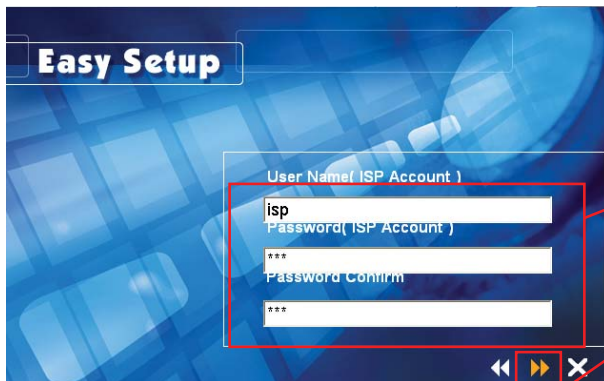 Easy Setup
User Name( ISP Account )
isp
Password( ISP Account )
***
Password Confirm
***